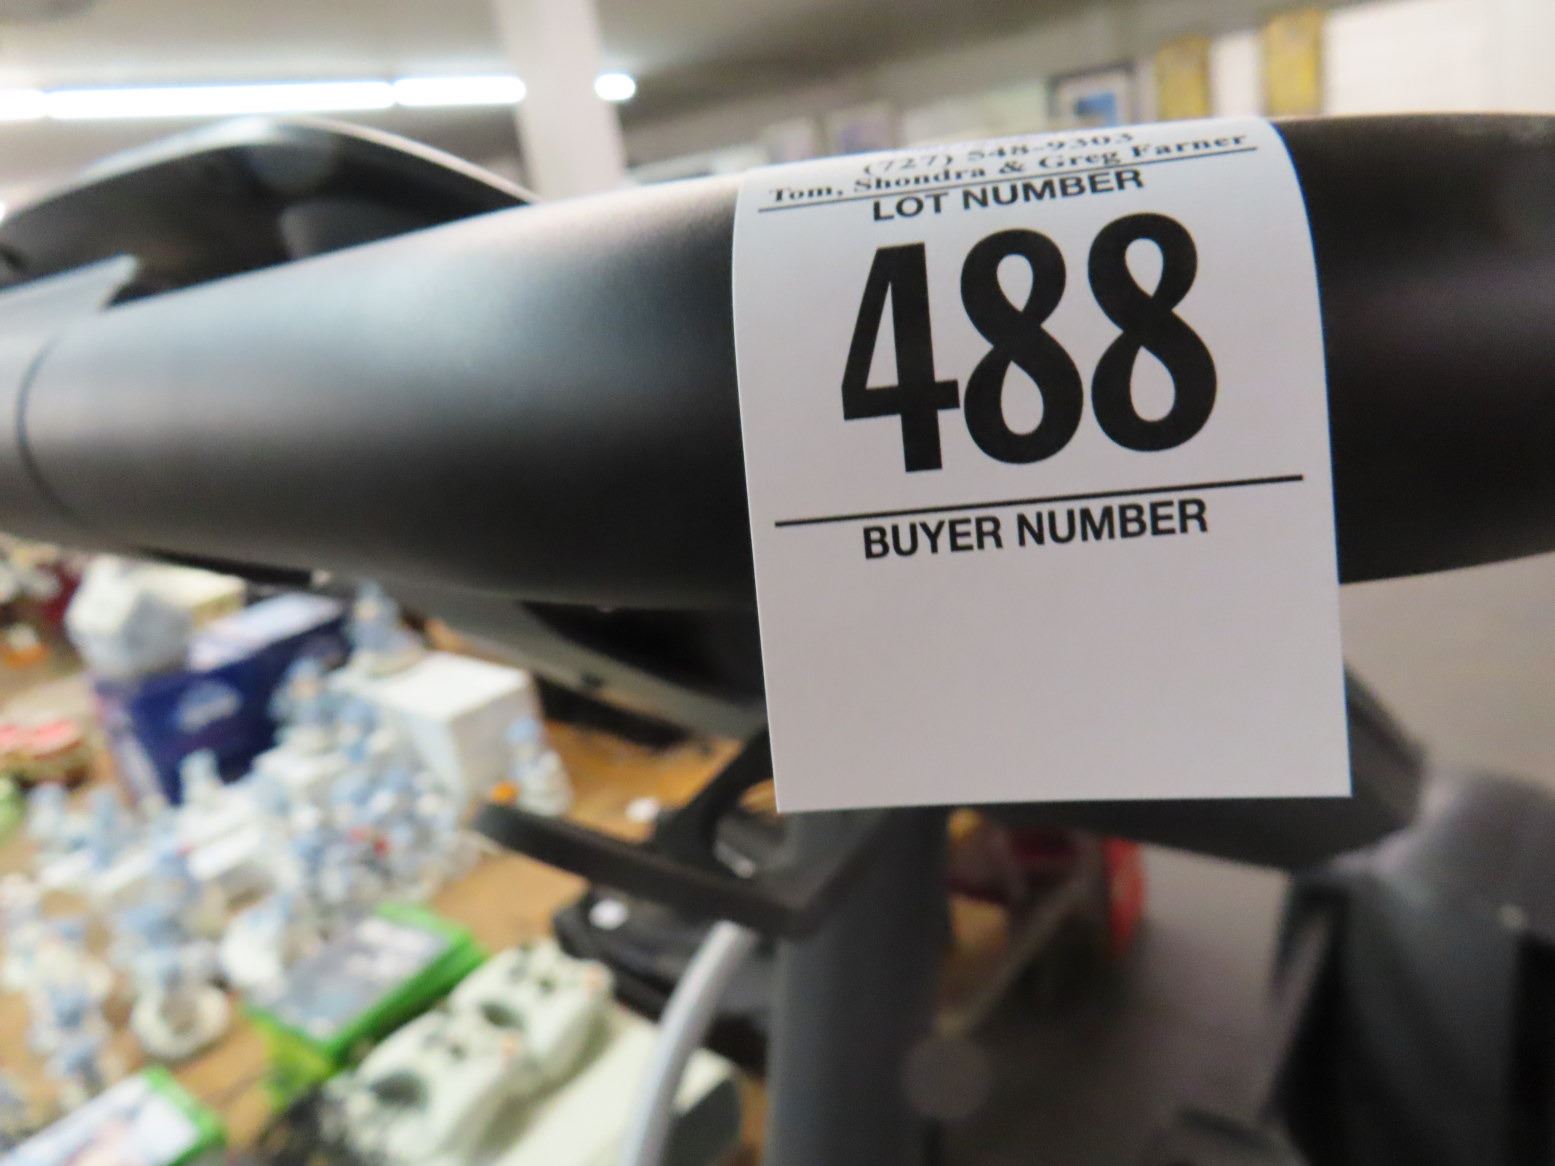 (727) 548-9303
Tom, Shondra & Greg Farner
LOT NUMBER
488
BUYER NUMBER